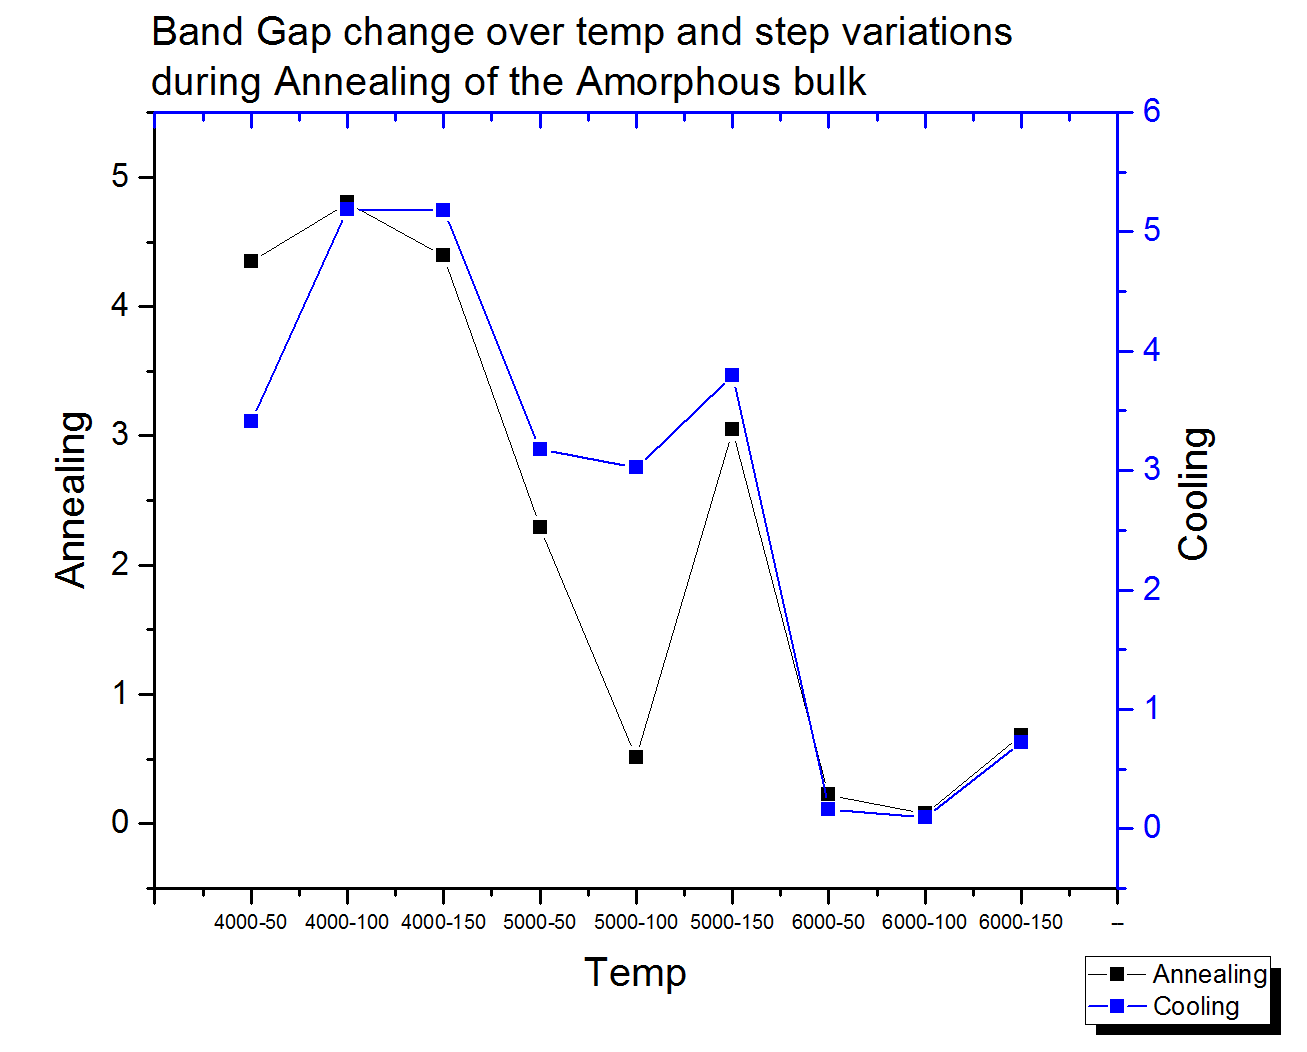 Band Gap change over temp and step variations
during Annealing of the Amorphous bulk
6
5
5
4
4
3
3
2
2
1
1
0
0
Annealing
Cooling
4000-50 4000-100 4000-150 5000-50 5000-100 5000-150 6000-50 6000-100 6000-150 --
Temp
Annealing
Cooling